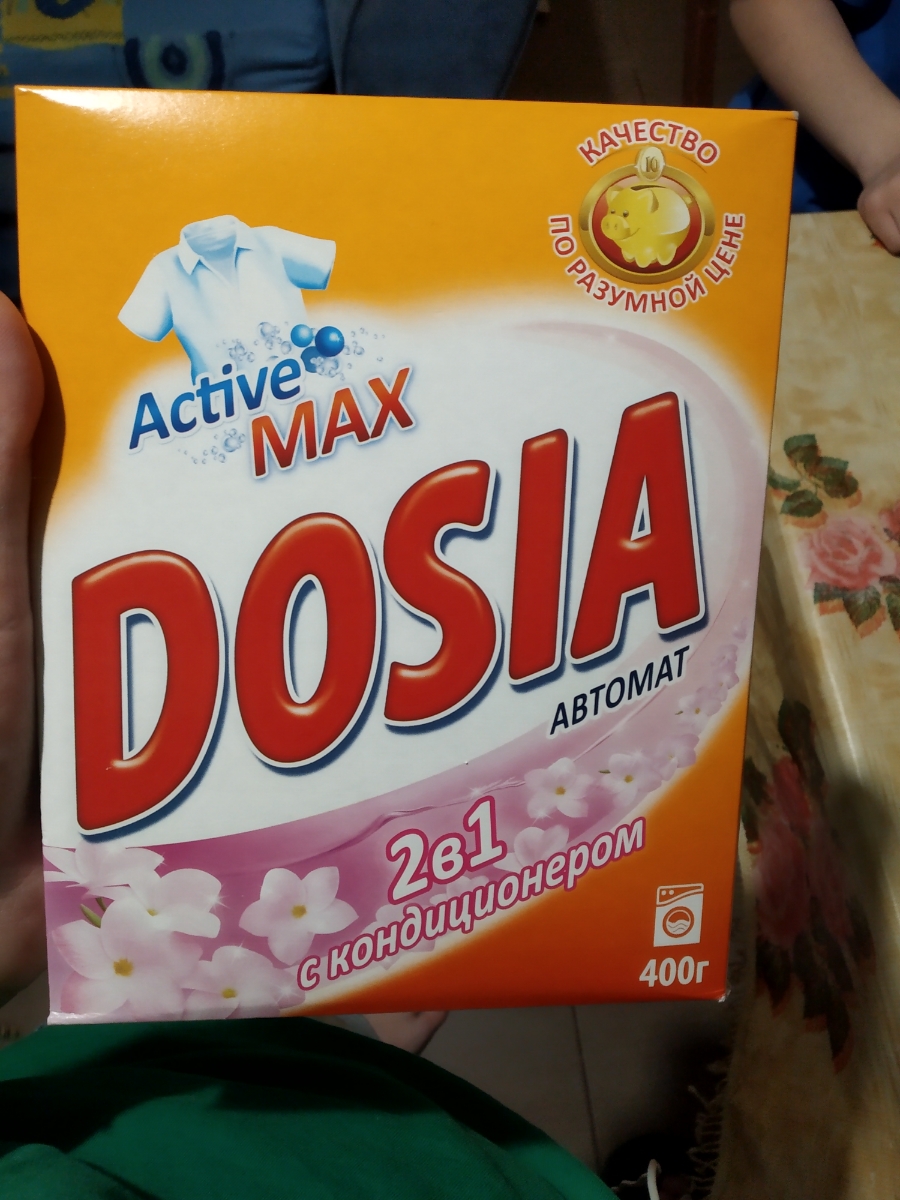 КАЧЕСТВО
10
ПО РАЗУМНОЙ ЦЕНЕ
Active
MAX
DOSIA
АВТОМАТ
2в1
с кондиционером
400г